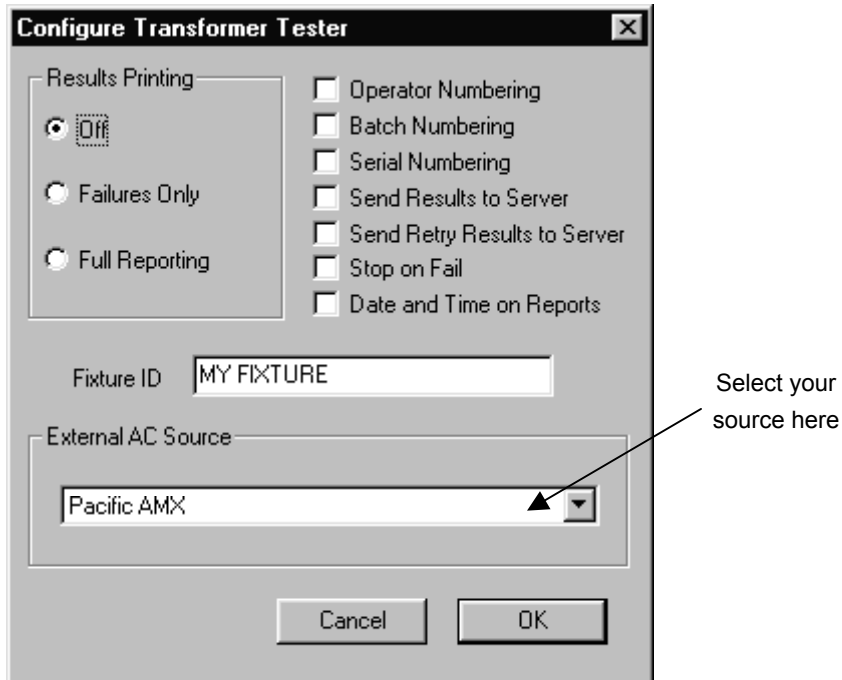 Configure Transformer Tester
Results Printing
Off
Failures Only
Full Reporting
Operator Numbering
Batch Numbering
Serial Numbering
Send Results to Server
Send Retry Results to Server
Stop on Fail
Date and Time on Reports
Fixture ID MY FIXTURE
External AC Source
Pacific AMX
Cancel OK
Select your
source here